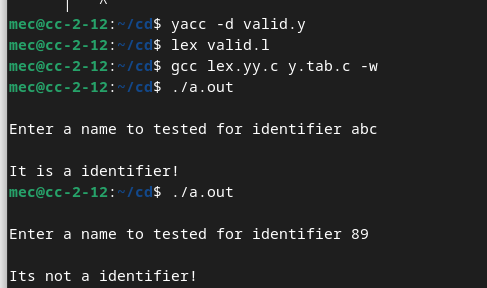 |   ^
mec@cc-2-12:~/cd$ yacc -d valid.y
mec@cc-2-12:~/cd$ lex valid.l
mec@cc-2-12:~/cd$ gcc lex.yy.c y.tab.c -w
mec@cc-2-12:~/cd$ ./a.out
Enter a name to tested for identifier abc
It is a identifier!
mec@cc-2-12:~/cd$ ./a.out
Enter a name to tested for identifier 89
Its not a identifier!